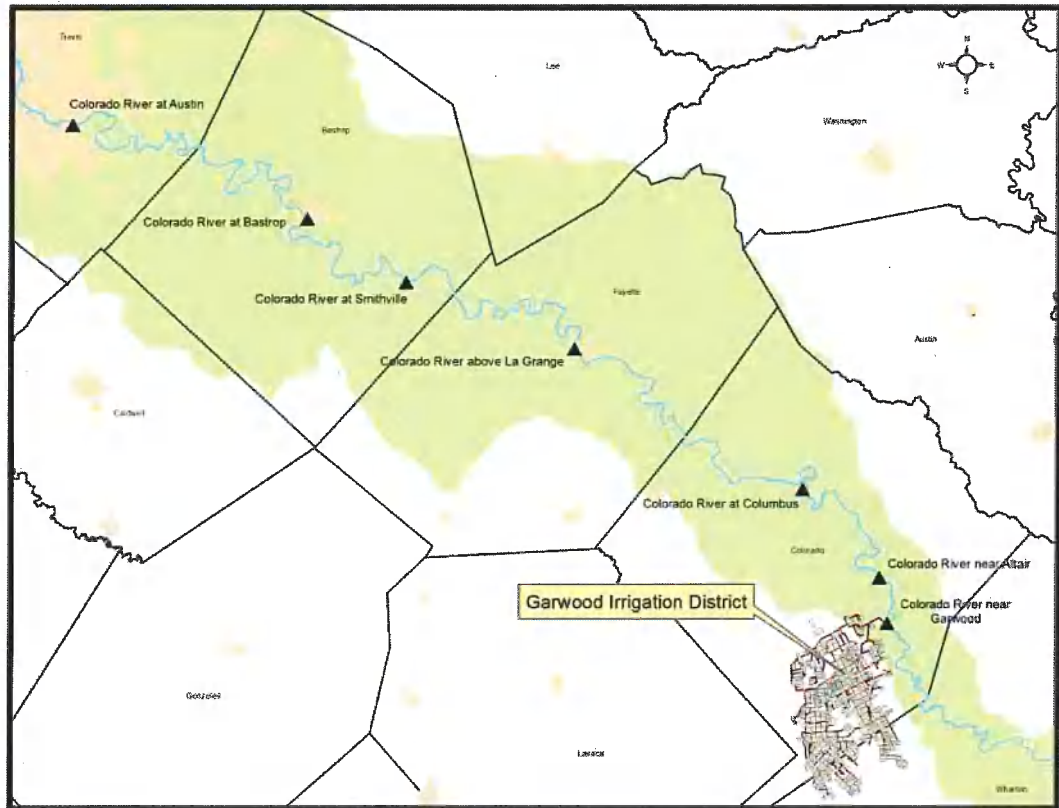 Travis
Lee
N
W E
S
Colorado River at Austin
Bastrop
Washington
Colorado River at Bastrop
Colorado River at Smithville
Fayette
Austin
Colorado River above La Grange
Caldwell
Colorado River at Columbus
Colorado
Colorado River near Altair
Garwood Irrigation District
Colorado River near
Garwood
Gonzales
Lavaca
Wharton